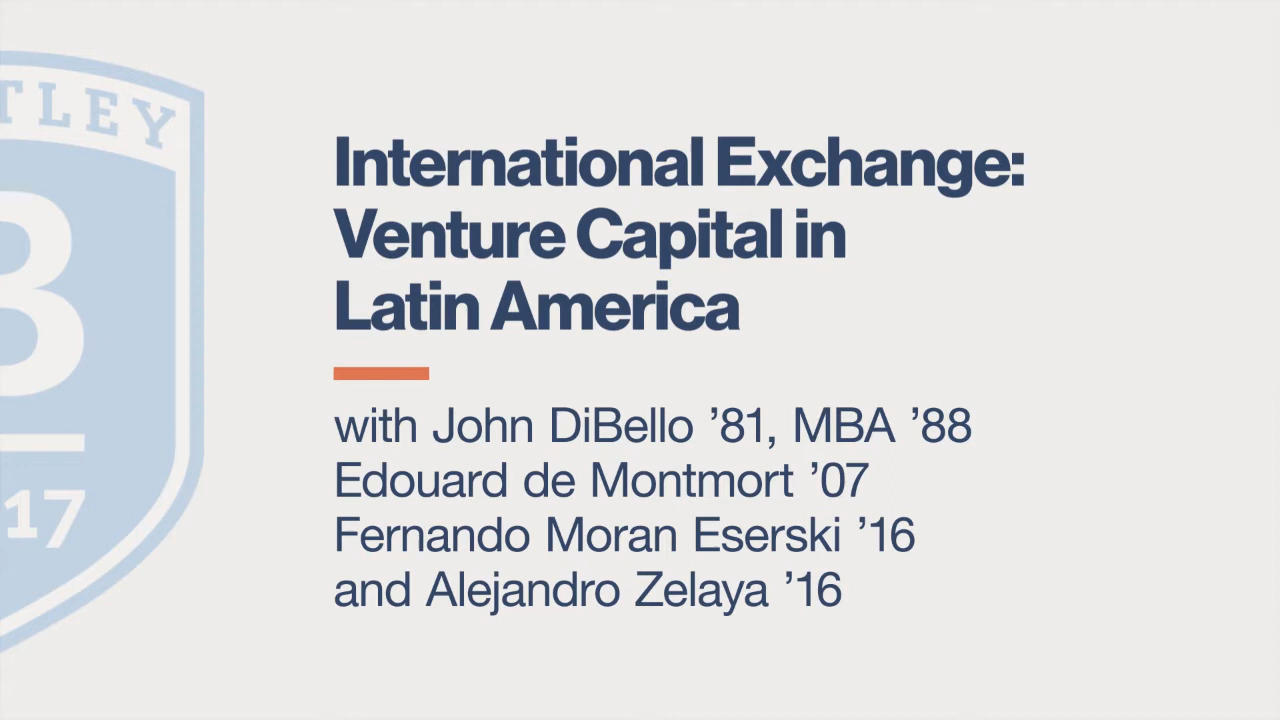 TLEY
B
17
International Exchange:
Venture Capital in
Latin America
with John DiBello ’81, MBA ’88
Edouard de Montmort ’07
Fernando Moran Eserski ’16
and Alejandro Zelaya ’16